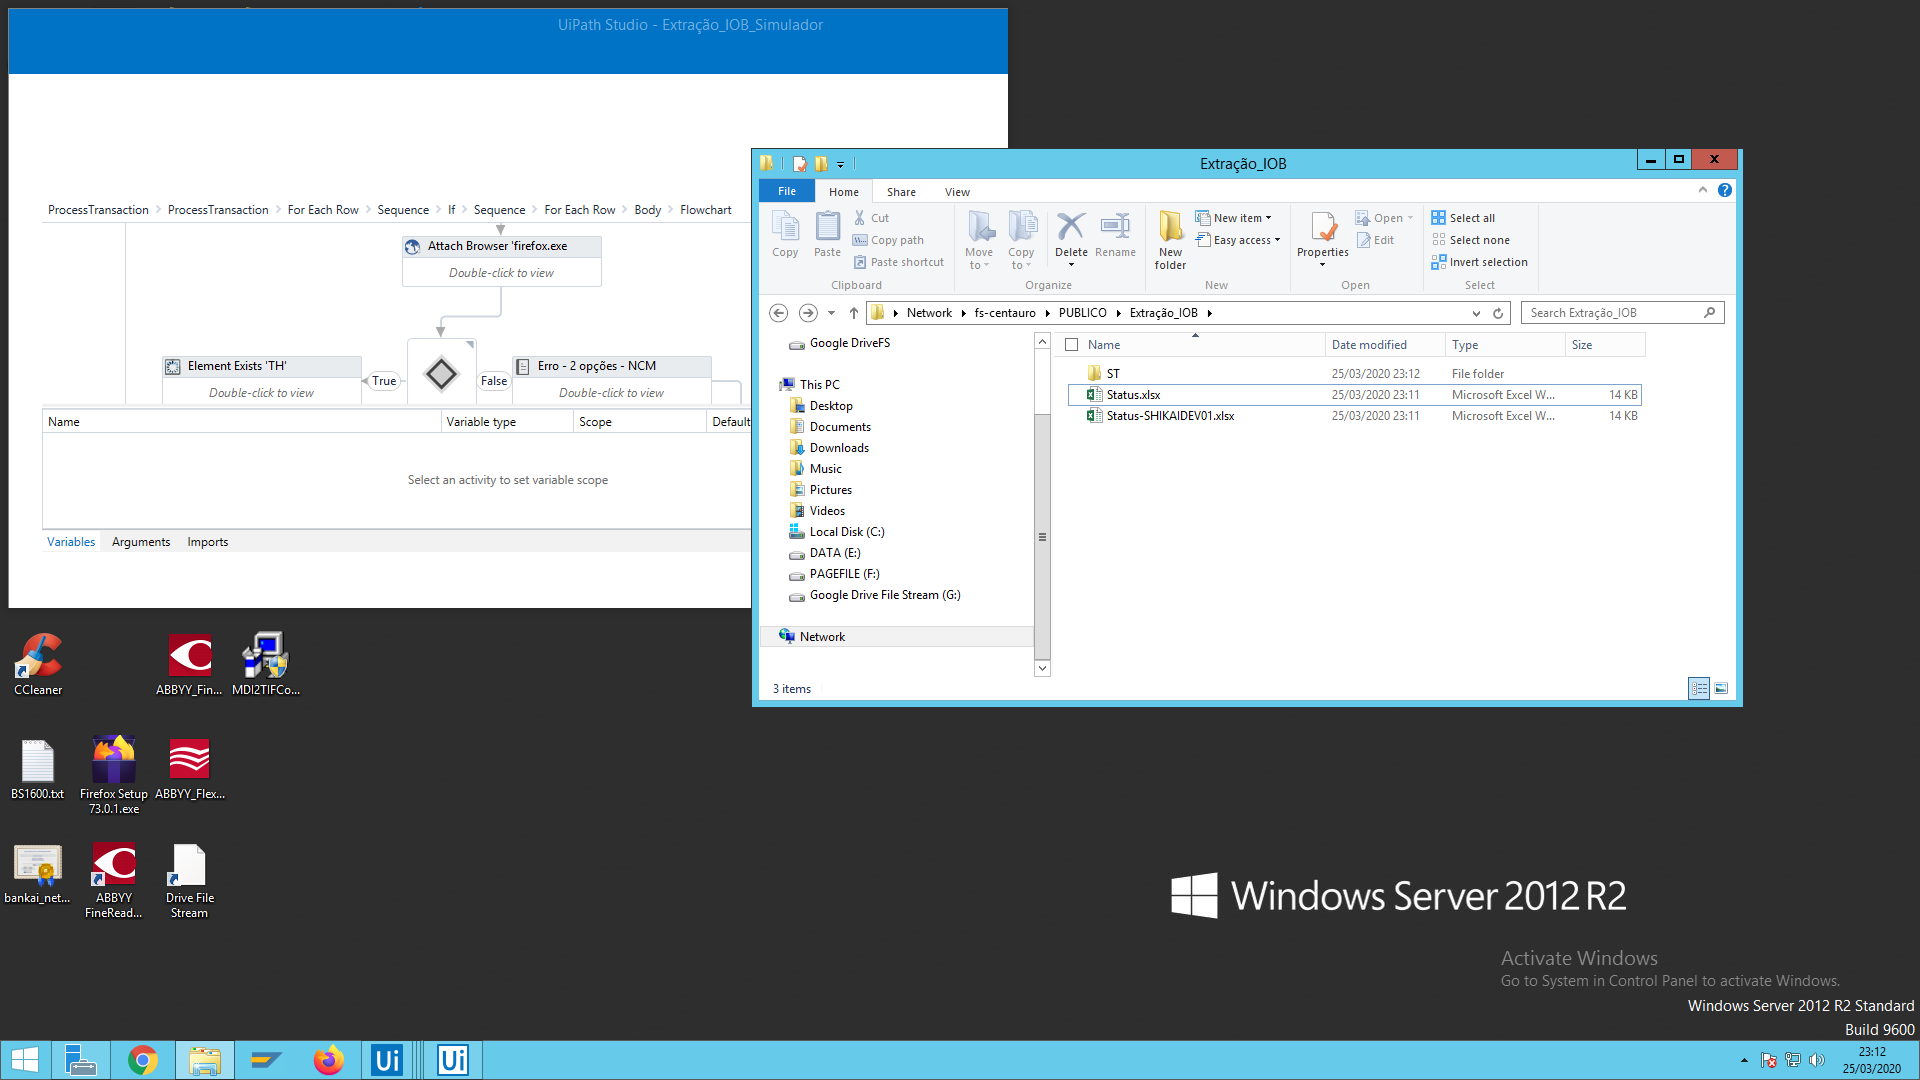 UiPath Studio - Extração_IOB_Simulador
ProcessTransaction > ProcessTransaction > For Each Row > Sequence > If > Sequence > For Each Row > Body > Flowchart
Attach Browser 'firefox.exe
Double-click to view
Element Exists 'TH'
Double-click to view
True
False
Erro - 2 opções - NCM
Double-click to view
Name Variable type Scope Default
Select an activity to set variable scope
Variables Arguments Imports
Extração_IOB
File Home Share View
Copy
Paste
Cut
Copy path
Paste shortcut
Clipboard
Move to
Copy to
Delete
Rename
Organize
New folder
New item
Easy access
New
Properties
Open
Edit
Open
Select all
Select none
Invert selection
Select
Network PUBLICO Extração_IOB
fs-centauro
Search Extração_IOB
Google DriveFS
This PC
Desktop
Documents
Downloads
Music
Pictures
Videos
Local Disk (C:)
DATA (E:)
PAGEFILE (F:)
Google Drive File Stream (G:)
Network
Name Date modified Type Size
ST 25/03/2020 23:12 File folder
Status.xlsx 25/03/2020 23:11 Microsoft Excel W... 14 KB
Status-SHIKAIDEV01.xlsx 25/03/2020 23:11 Microsoft Excel W... 14 KB
3 items
CCleaner
ABBYY_Fin...
MDI2TIFCo...
BS1600.txt
Firefox Setup
73.0.1.exe
ABBYY_Flex...
bankai_net...
ABBYY
FineRead...
Drive File
Stream
Windows Server 2012 R2
Activate Windows
Go to System in Control Panel to activate Windows.
Windows Server 2012 R2 Standard
Build 9600
Ui
Ui
23:12
25/03/2020